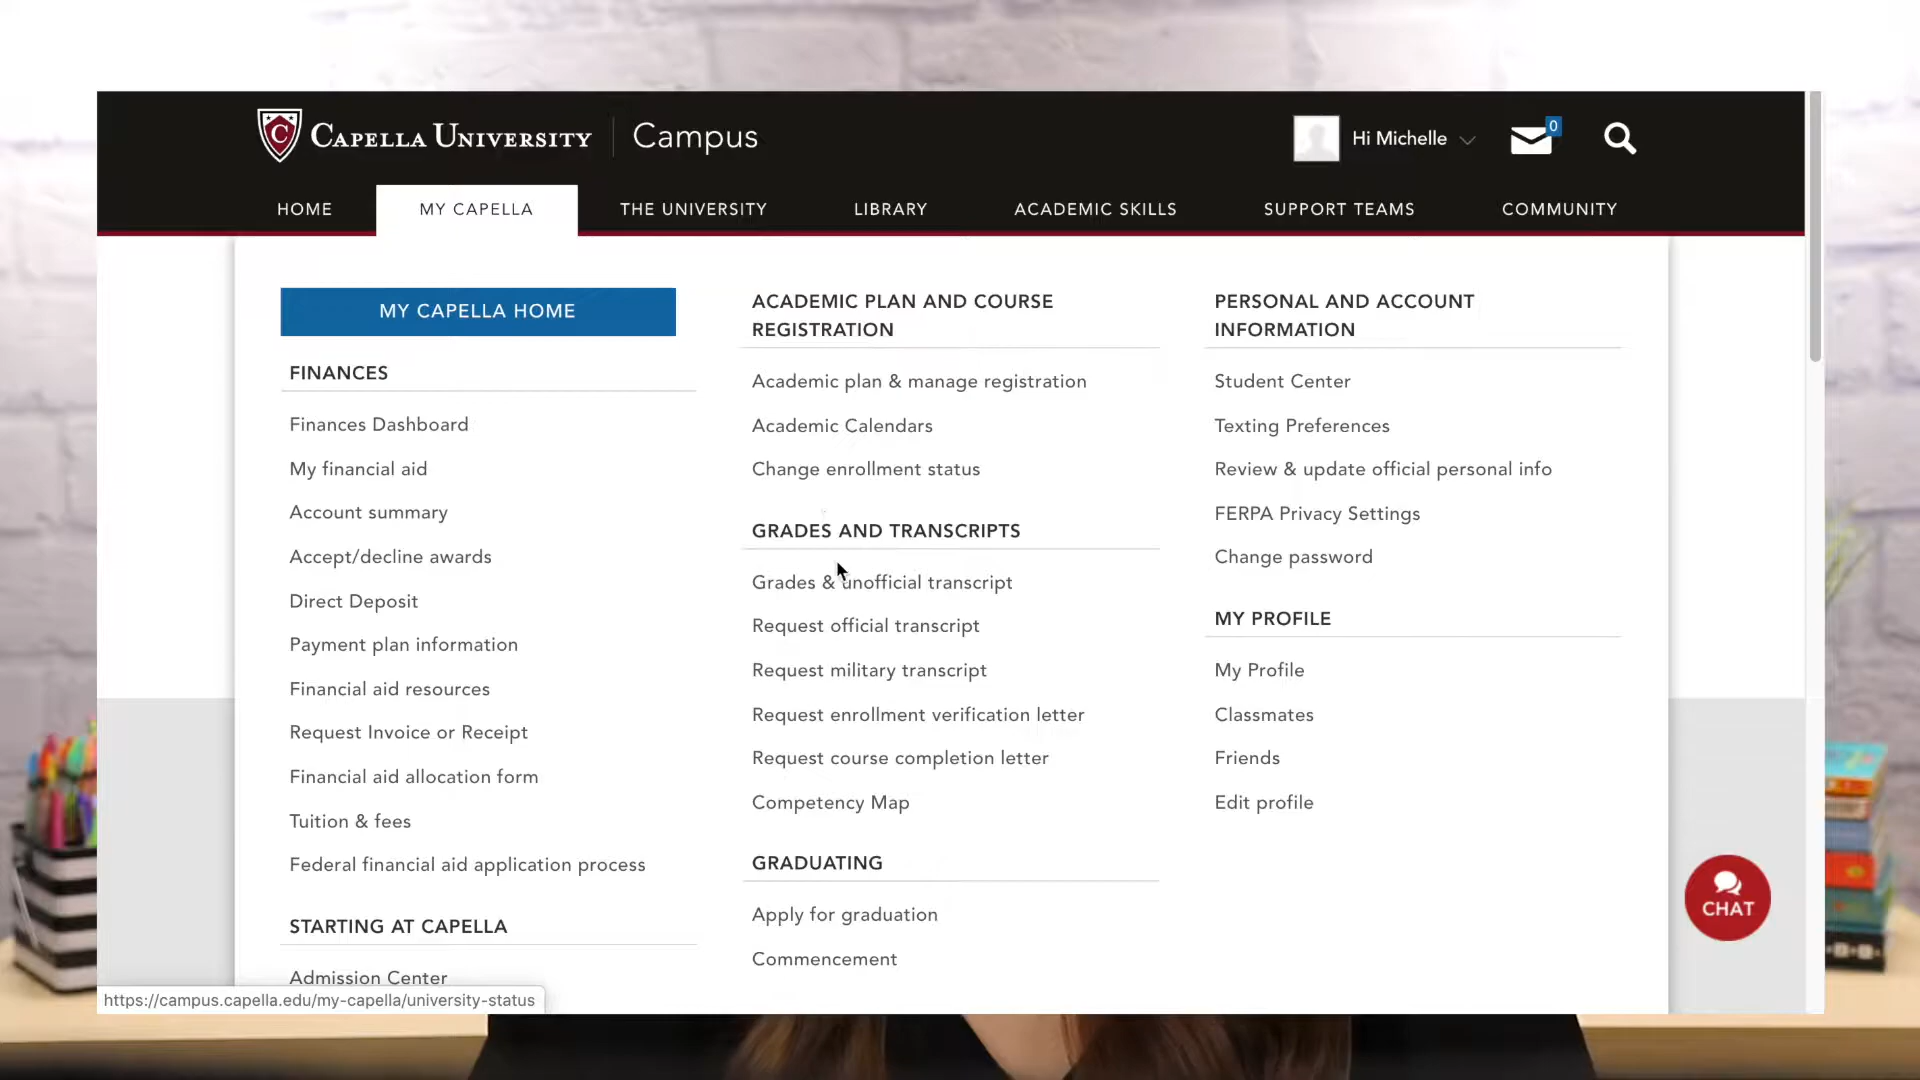 C CAPELLA UNIVERSITY Campus
Hi Michelle
0
HOME MY CAPELLA THE UNIVERSITY LIBRARY ACADEMIC SKILLS SUPPORT TEAMS COMMUNITY
MY CAPELLA HOME
FINANCES
Finances Dashboard
My financial aid
Account summary
Accept/decline awards
Direct Deposit
Payment plan information
Financial aid resources
Request Invoice or Receipt
Financial aid allocation form
Tuition & fees
Federal financial aid application process
STARTING AT CAPELLA
Admission Center
ACADEMIC PLAN AND COURSE
REGISTRATION
Academic plan & manage registration
Academic Calendars
Change enrollment status
GRADES AND TRANSCRIPTS
Grades & unofficial transcript
Request official transcript
Request military transcript
Request enrollment verification letter
Request course completion letter
Competency Map
GRADUATING
Apply for graduation
Commencement
PERSONAL AND ACCOUNT
INFORMATION
Student Center
Texting Preferences
Review & update official personal info
FERPA Privacy Settings
Change password
MY PROFILE
My Profile
Classmates
Friends
Edit profile
CHAT
https://campus.capella.edu/my-capella/university-status